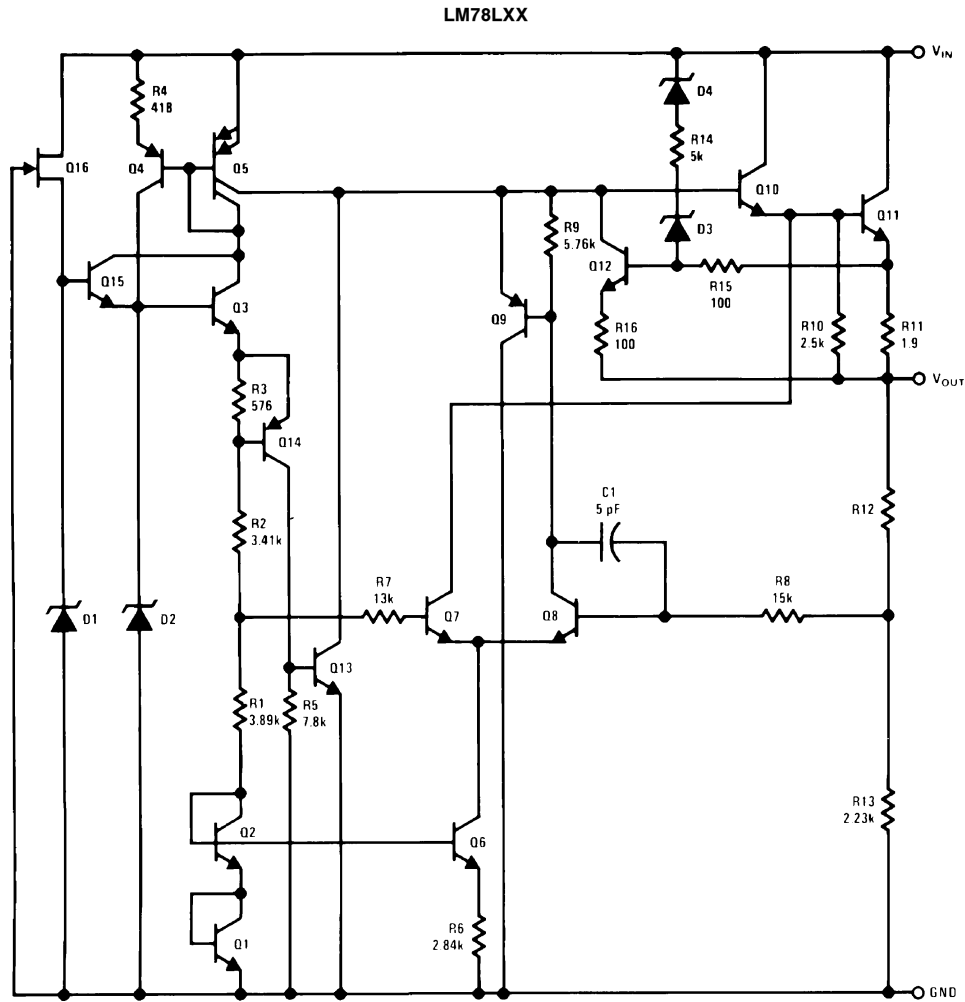 LM78LXX
VIN
R4
418
D4
R14
5k
Q16
Q4
Q5
Q10
Q11
R9
5.76k
D3
Q15
Q12
R15
100
Q3
Q9
R16
100
R10
2.5k
R11
1.9
VOUT
R3
576
Q14
C1
5 pF
R12
R2
3.41k
R7
13k
R8
15k
D1
D2
Q7
Q8
Q13
R1
3.89k
R5
7.8k
R13
2.23k
Q2
Q6
R6
2.84k
Q1
GND